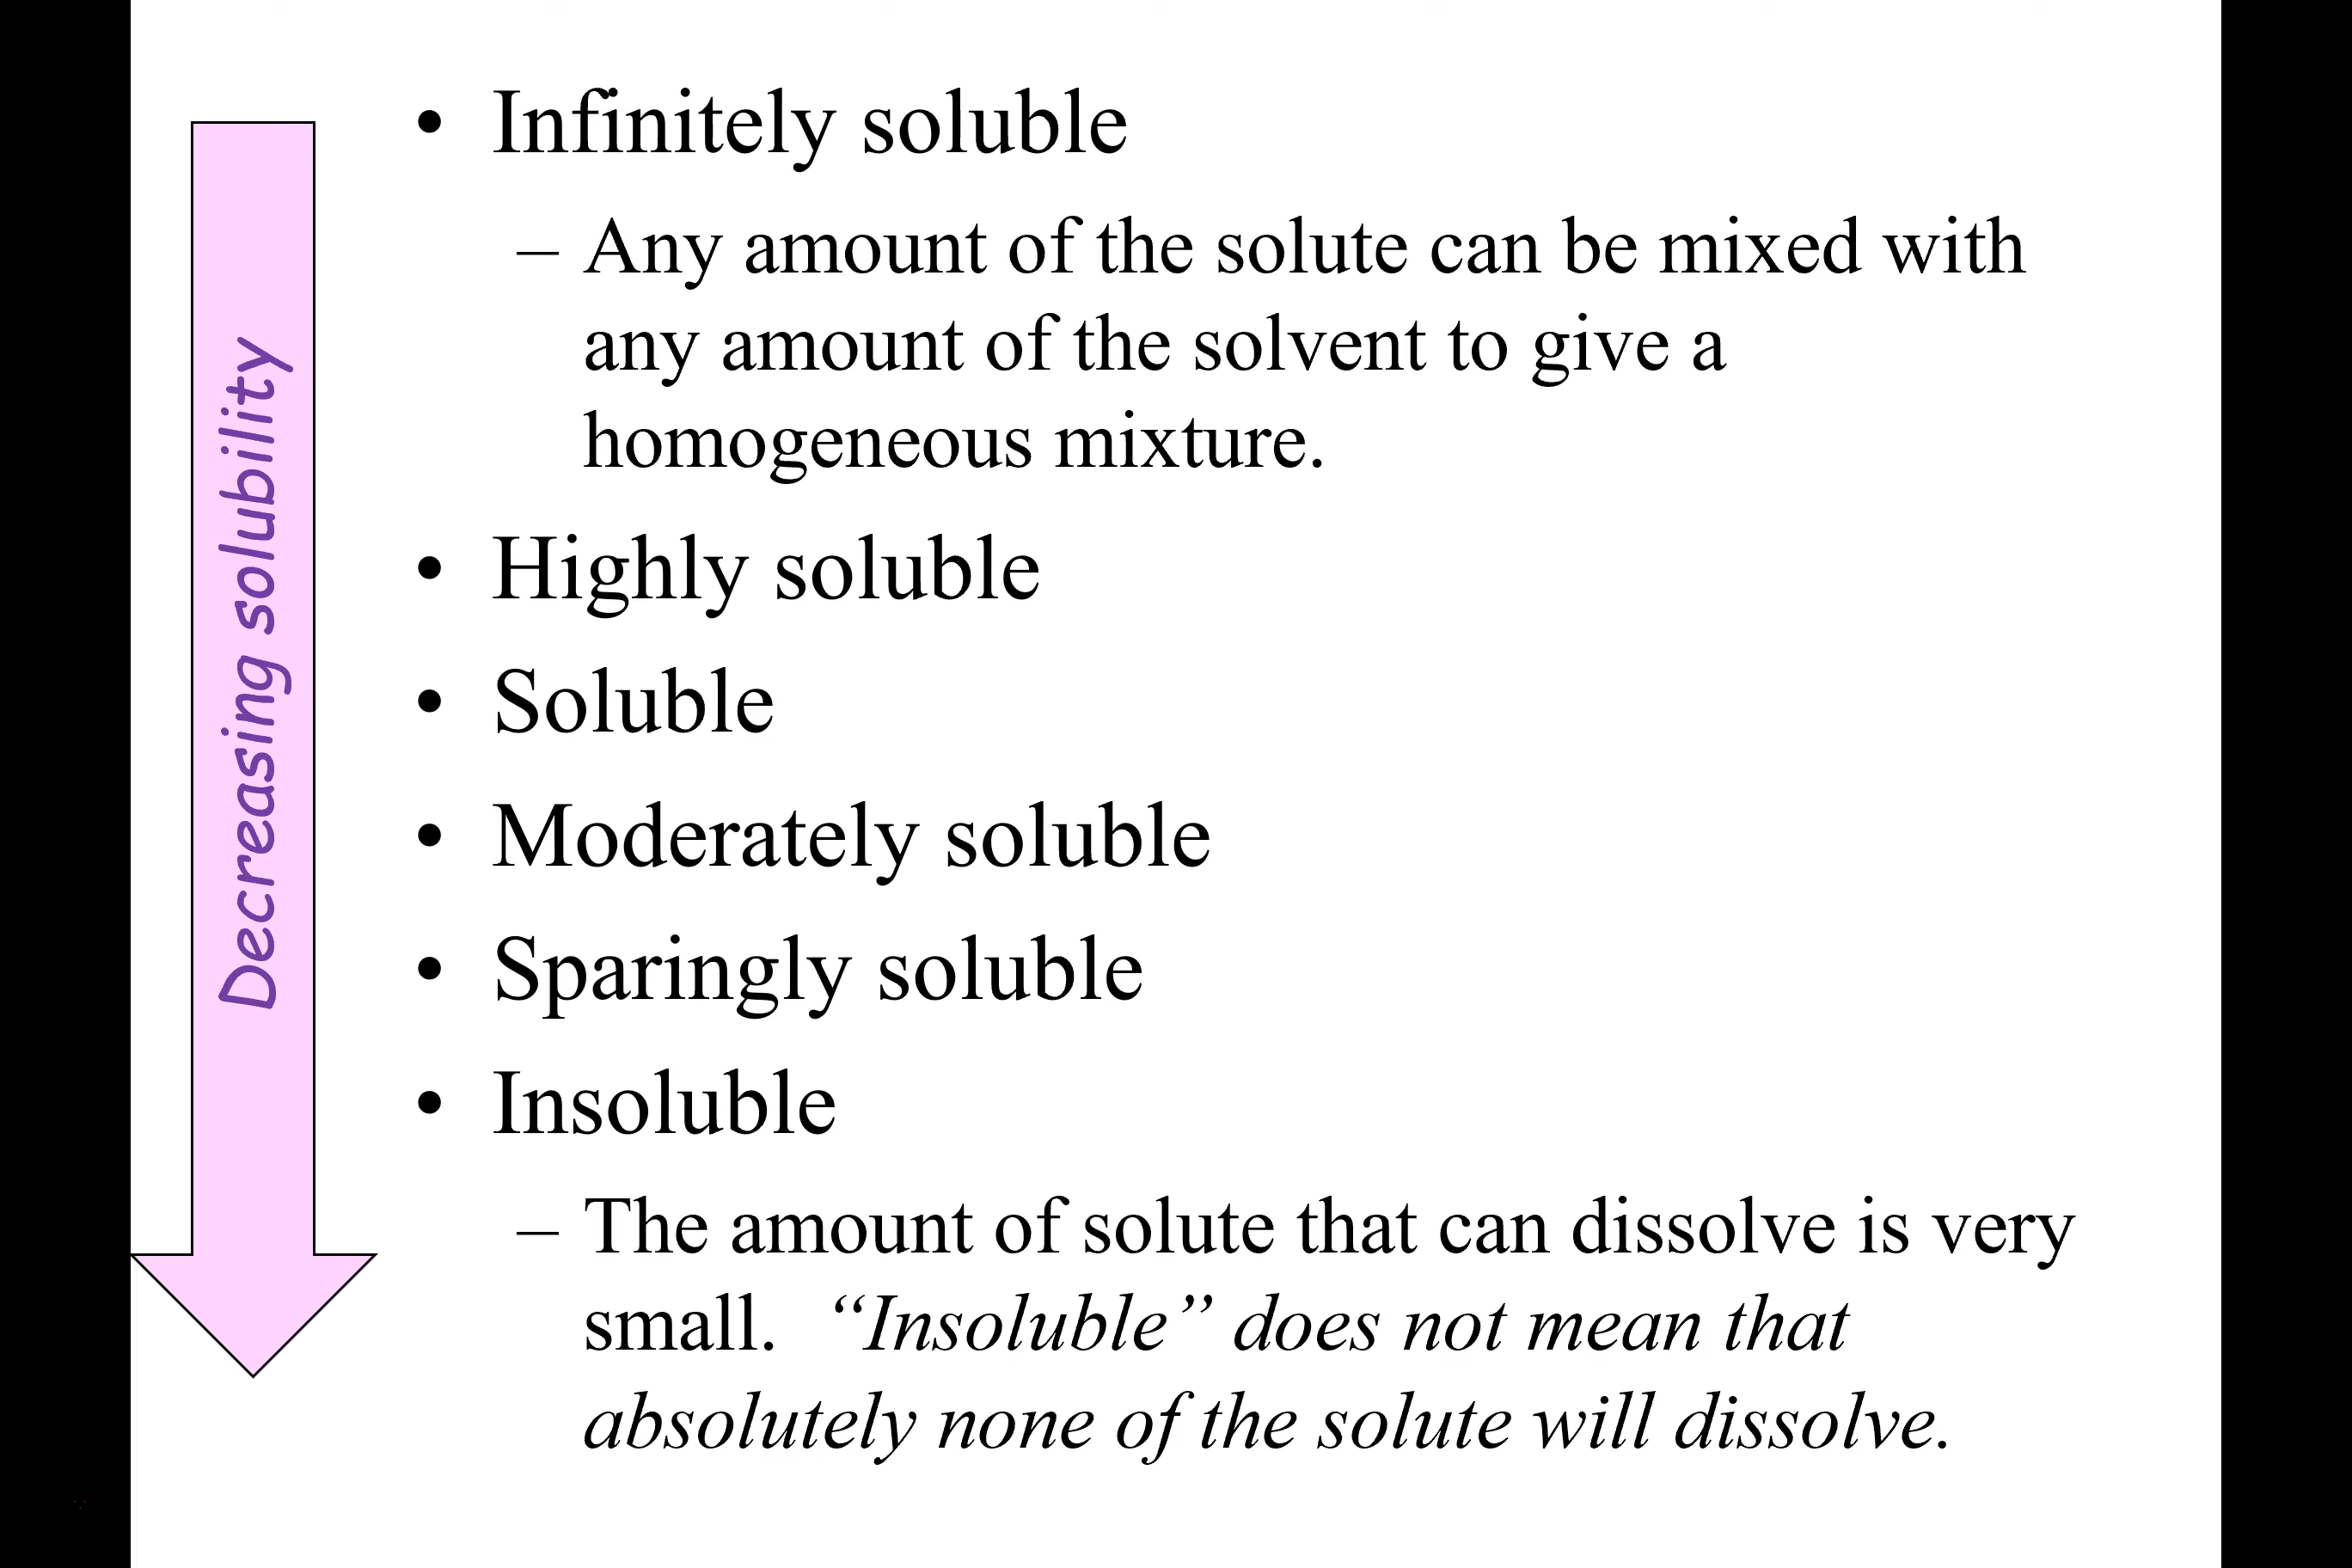 Decreasing solubility
• Infinitely soluble
– Any amount of the solute can be mixed with
any amount of the solvent to give a
homogeneous mixture.
• Highly soluble
• Soluble
• Moderately soluble
• Sparingly soluble
• Insoluble
– The amount of solute that can dissolve is very
small. “Insoluble” does not mean that
absolutely none of the solute will dissolve.